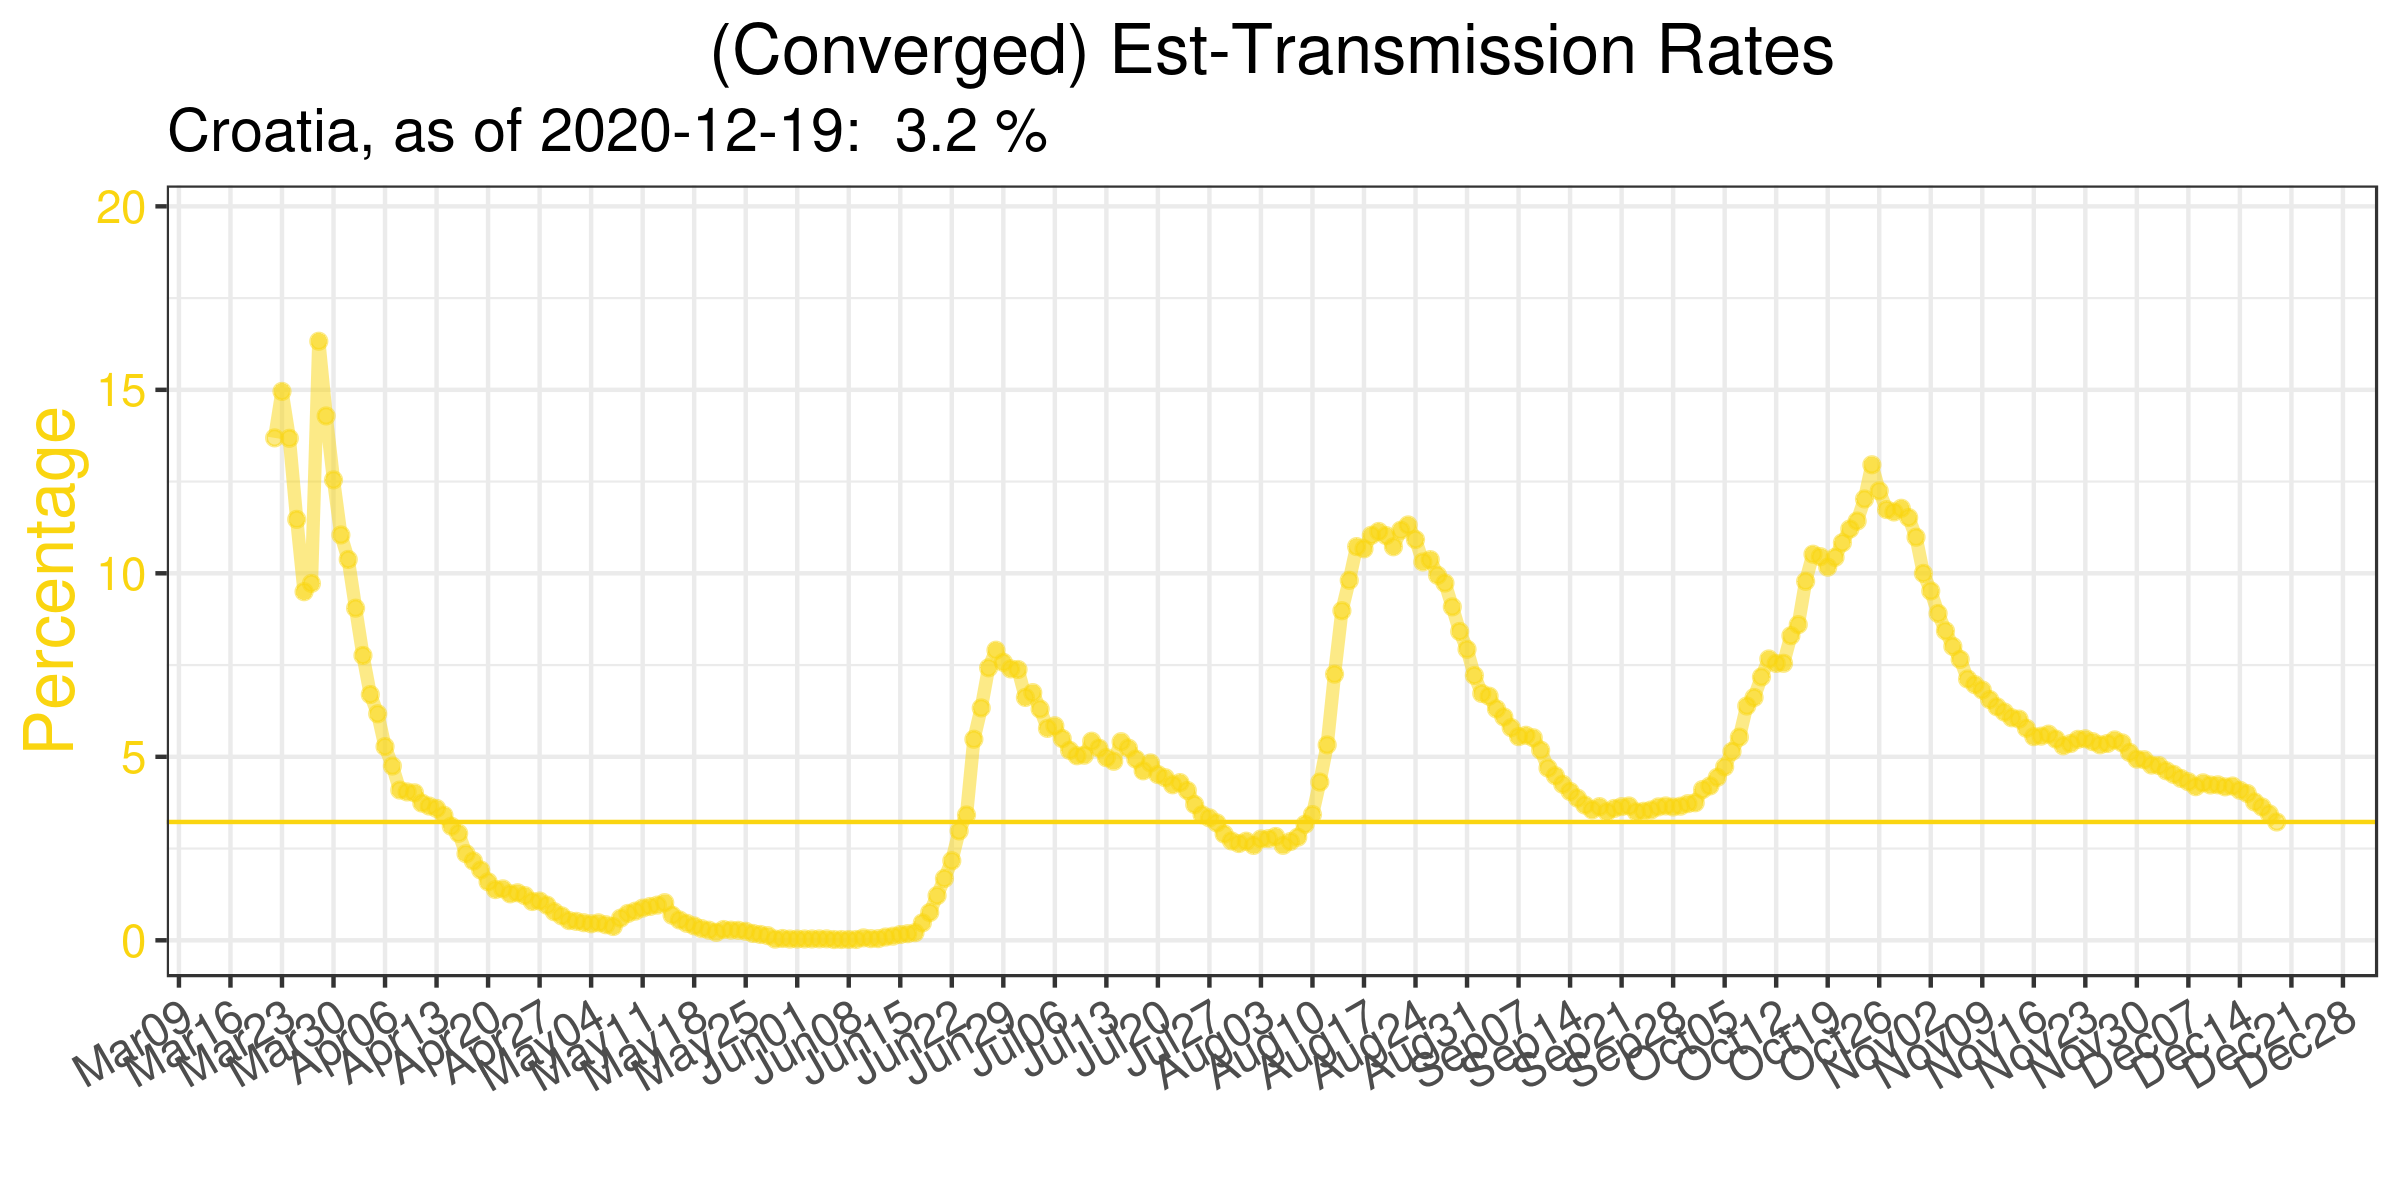 (Converged) Est-Transmission Rates
Croatia, as of 2020-12-19:  3.2 %
Percentage
20
15
10
5
0
Mar09
Mar16
Mar23
Mar30
Apr06
Apr13
Apr20
Apr27
May04
May11
May18
May25
Jun01
Jun08
Jun15
Jun22
Jun29
Jul06
Jul13
Jul20
Jul27
Aug03
Aug10
Aug17
Aug24
Aug31
Sep07
Sep14
Sep21
Sep28
Oct05
Oct12
Oct19
Oct26
Nov02
Nov09
Nov16
Nov23
Nov30
Dec07
Dec14
Dec21
Dec28